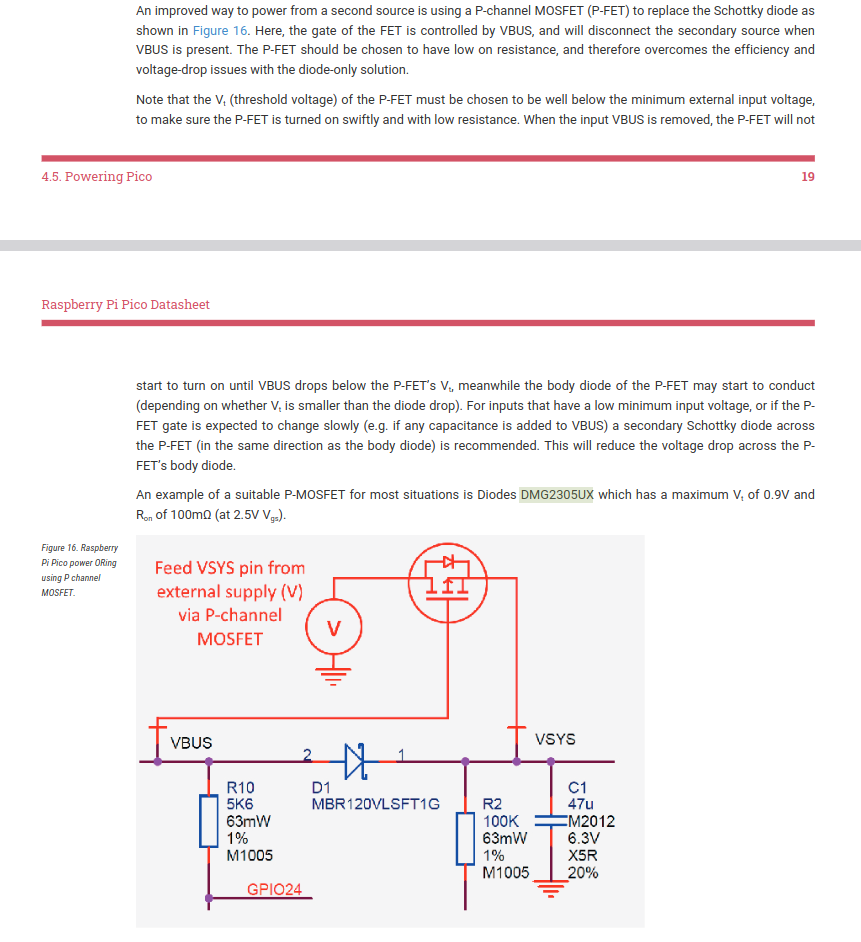 An improved way to power from a second source is using a P-channel MOSFET (P-FET) to replace the Schottky diode as
shown in Figure 16. Here, the gate of the FET is controlled by VBUS, and will disconnect the secondary source when
VBUS is present. The P-FET should be chosen to have low on resistance, and therefore overcomes the efficiency and
voltage-drop issues with the diode-only solution.
Note that the Vt (threshold voltage) of the P-FET must be chosen to be well below the minimum external input voltage,
to make sure the P-FET is turned on swiftly and with low resistance. When the input VBUS is removed, the P-FET will not
4.5. Powering Pico
19
Raspberry Pi Pico Datasheet
start to turn on until VBUS drops below the P-FET's Vt, meanwhile the body diode of the P-FET may start to conduct
(depending on whether Vt is smaller than the diode drop). For inputs that have a low minimum input voltage, or if the P-
FET gate is expected to change slowly (e.g. if any capacitance is added to VBUS) a secondary Schottky diode across
the P-FET (in the same direction as the body diode) is recommended. This will reduce the voltage drop across the P-
FET's body diode.
An example of a suitable P-MOSFET for most situations is Diodes DMG2305UX which has a maximum Vt of 0.9V and
Ron of 100mΩ (at 2.5V Vgs).
Figure 16. Raspberry
Pi Pico power ORing
using P channel
MOSFET.
Feed VSYS pin from
external supply (V)
via P-channel
MOSFET
V
VBUS
2
1
VSYS
R10
5K6
63mW
1%
M1005
GPIO24
D1
MBR120VLSFT1G
R2
100K
63mW
1%
M1005
C1
47u
M2012
6.3V
X5R
20%